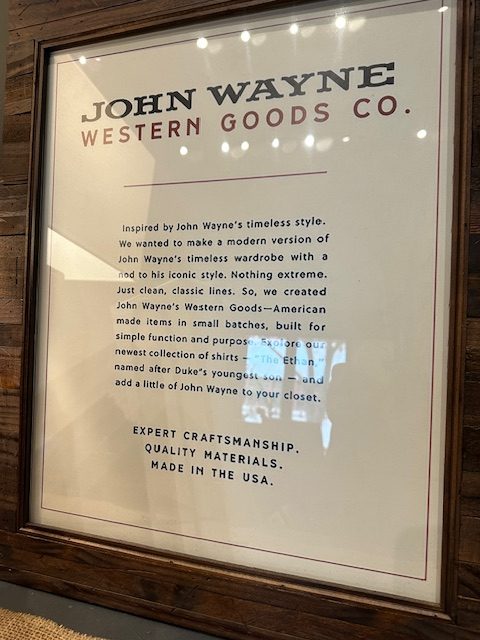 JOHN WAYNE
WESTERN GOODS CO.
Inspired by John Wayne's timeless style.
We wanted to make a modern version of
John Wayne's timeless wardrobe with a
nod to his iconic style. Nothing extreme.
Just clean, classic lines. So, we created
John Wayne's Western Goods—American
made items in small batches, built for
simple function and purpose. Explore our
newest collection of shirts — "The Ethan,"
named after Duke's youngest son — and
add a little of John Wayne to your closet.
EXPERT CRAFTSMANSHIP.
QUALITY MATERIALS.
MADE IN THE USA.